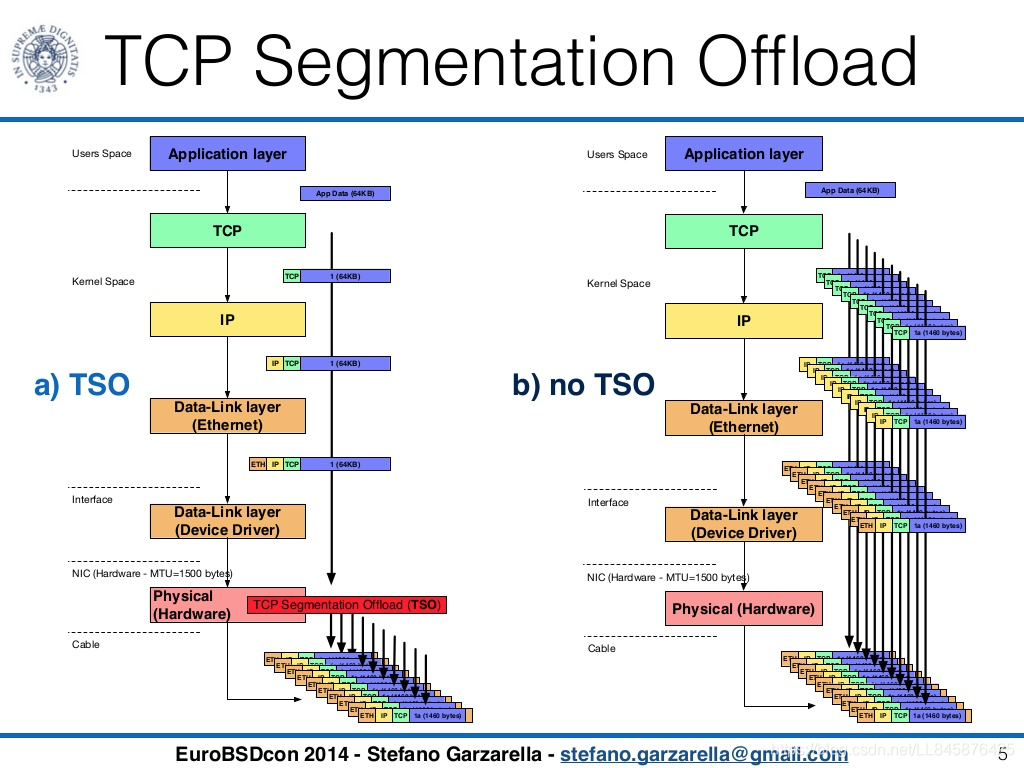 IN SUPREMÆ DIGNITATIS
1343
TCP Segmentation Offload
a) TSO
Users Space
Application layer
App Data (64KB)
TCP
TCP 1 (64KB)
Kernel Space
IP
IP TCP 1 (64KB)
Data-Link layer
(Ethernet)
ETH IP TCP 1 (64KB)
Interface
Data-Link layer
(Device Driver)
NIC (Hardware - MTU=1500 bytes)
Physical
(Hardware)
TCP Segmentation Offload (TSO)
Cable
ETH IP TCP 1a (1460 bytes)
b) no TSO
Users Space
Application layer
App Data (64KB)
TCP
TCP 1a (1460 bytes)
Kernel Space
IP
IP TCP 1a (1460 bytes)
Data-Link layer
(Ethernet)
ETH IP TCP 1a (1460 bytes)
Interface
Data-Link layer
(Device Driver)
NIC (Hardware - MTU=1500 bytes)
Physical (Hardware)
Cable
ETH IP TCP 1a (1460 bytes)
EuroBSDcon 2014 - Stefano Garzarella - stefano.garzarella@gmail.com
5